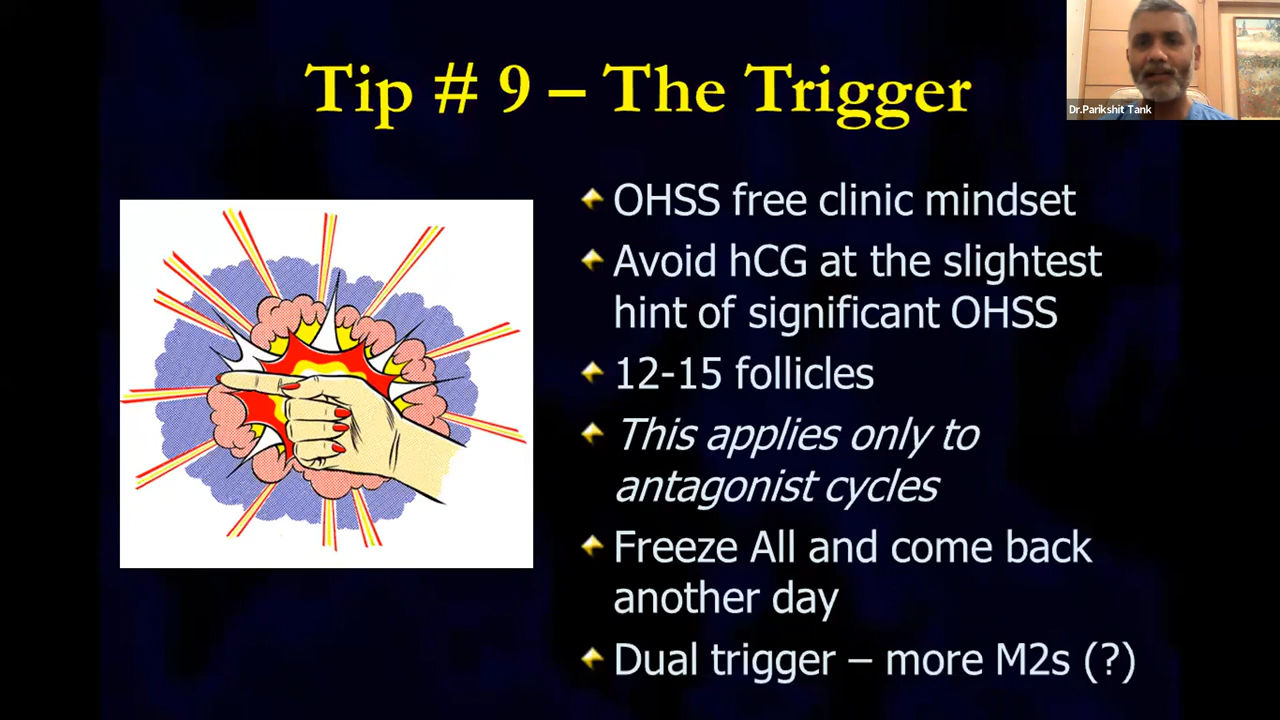 Tip # 9 – The Trigger
Dr.Parikshit Tank
OHSS free clinic mindset
Avoid hCG at the slightest
hint of significant OHSS
12-15 follicles
This applies only to
antagonist cycles
Freeze All and come back
another day
Dual trigger – more M2s (?)